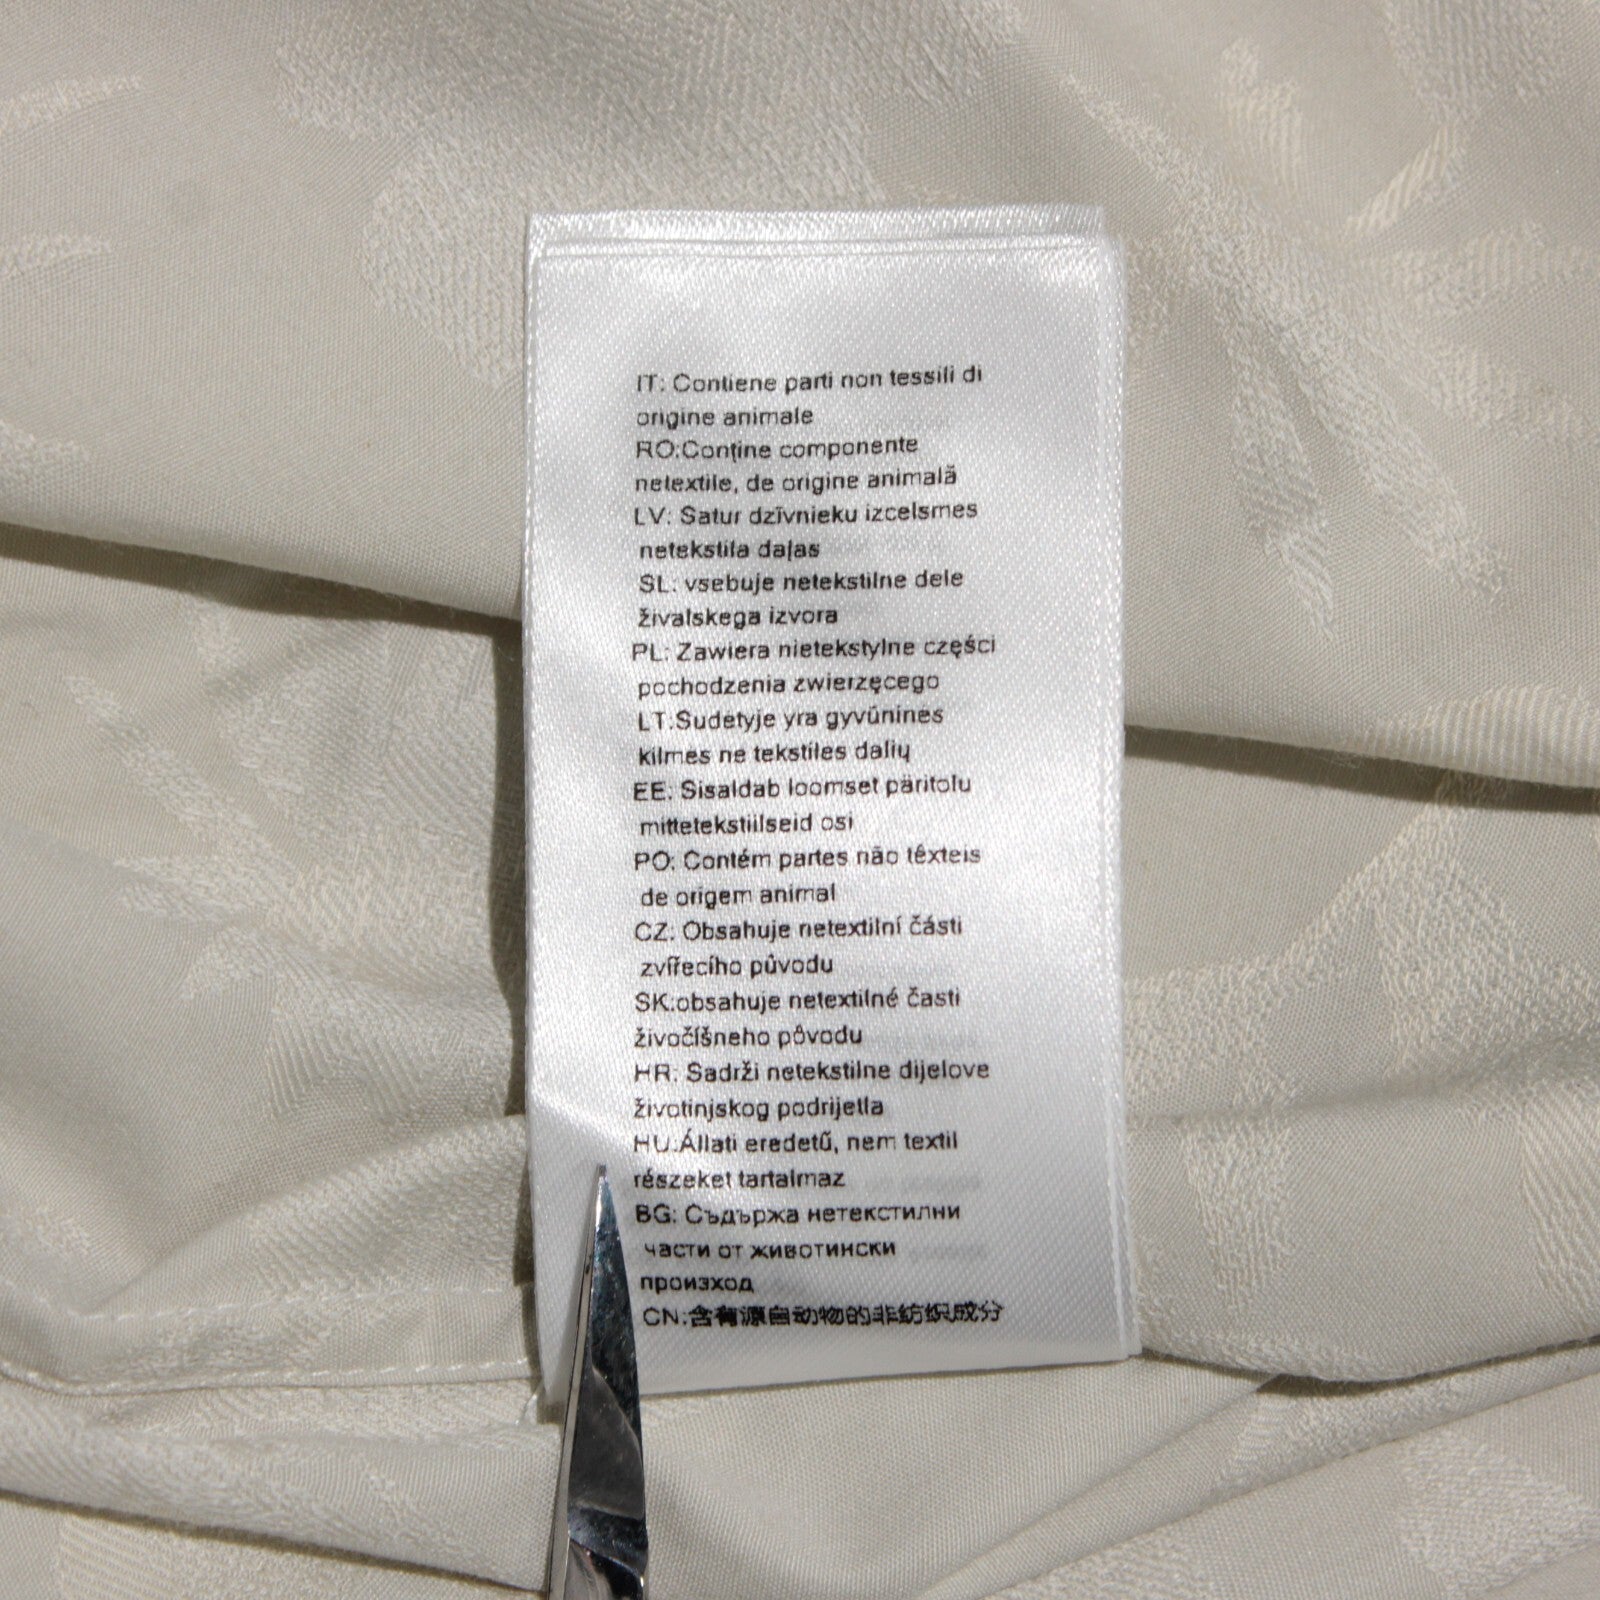 IT: Contiene parti non tessili di
origine animale
RO:Conține componente
netextile, de origine animală
LV: Satur dzīvnieku izcelsmes
netekstila daļas
SL: vsebuje netekstilne dele
živalskega izvora
PL: Zawiera nietekstylne części
pochodzenia zwierzęcego
LT:Sudetyje yra gyvūnines
kilmes ne tekstiles dalių
EE: Sisaldab loomset päritolu
mittetekstiilseid osi
PO: Contém partes não têxteis
de origem animal
CZ: Obsahuje netextilní části
zvířecího původu
SK:obsahuje netextilné časti
živočíšneho pôvodu
HR: Sadrži netekstilne dijelove
životinjskog podrijetla
HU:Állati eredetű, nem textil
részeket tartalmaz
BG: Съдържа нетекстилни
части от животински
произход
CN:含有源自动物的非纺织成分